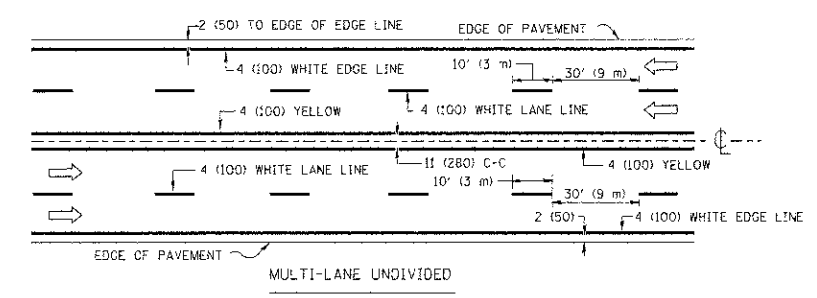 2 (50) TO EDGE OF EDGE LINE
EDGE OF PAVEMENT
4 (100) WHITE EDGE LINE
10' (3 m)
30' (9 m)
4 (100) YELLOW
4 (100) WHITE LANE LINE
℄
4 (100) WHITE LANE LINE
11 (280) C-C
4 (100) YELLOW
10' (3 m)
30' (9 m)
2 (50)
4 (100) WHITE EDGE LINE
EDGE OF PAVEMENT
MULTI-LANE UNDIVIDED